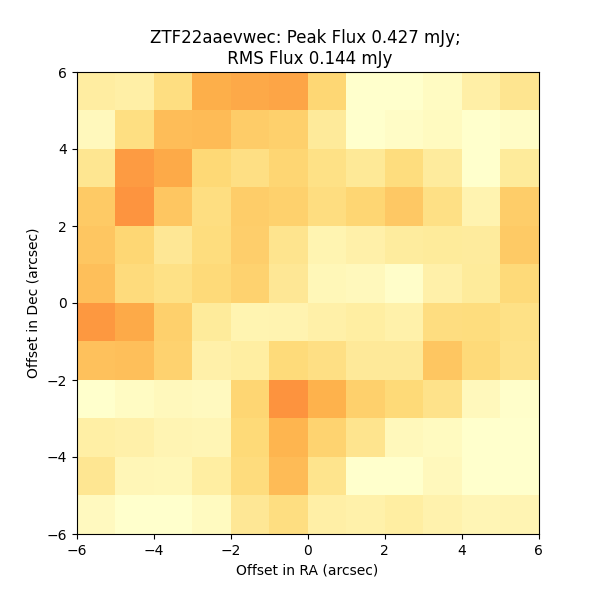 ZTF22aaevwec: Peak Flux 0.427 mJy;
RMS Flux 0.144 mJy
6
4
2
0
−2
−4
−6
Offset in Dec (arcsec)
−6 −4 −2 0 2 4 6
Offset in RA (arcsec)